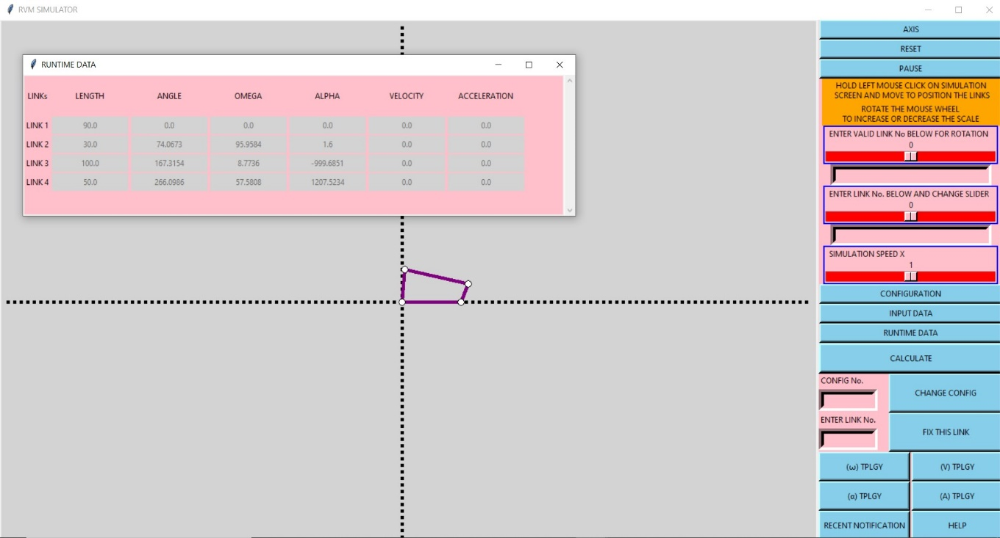 RVM SIMULATOR
RUNTIME DATA
LINKs LENGTH ANGLE OMEGA ALPHA VELOCITY ACCELERATION
LINK 1 90.0 0.0 0.0 0.0 0.0 0.0
LINK 2 30.0 74.0673 95.9584 1.6 0.0 0.0
LINK 3 100.0 167.3154 8.7736 -999.6851 0.0 0.0
LINK 4 50.0 266.0986 57.5808 1207.5234 0.0 0.0
AXIS
RESET
PAUSE
HOLD LEFT MOUSE CLICK ON SIMULATION
SCREEN AND MOVE TO POSITION THE LINKS
ROTATE THE MOUSE WHEEL
TO INCREASE OR DECREASE THE SCALE
ENTER VALID LINK No BELOW FOR ROTATION
0
ENTER LINK No. BELOW AND CHANGE SLIDER
0
SIMULATION SPEED X
1
CONFIGURATION
INPUT DATA
RUNTIME DATA
CALCULATE
CONFIG No.
CHANGE CONFIG
ENTER LINK No.
FIX THIS LINK
(ω) TPLGY (V) TPLGY
(α) TPLGY (A) TPLGY
RECENT NOTIFICATION HELP